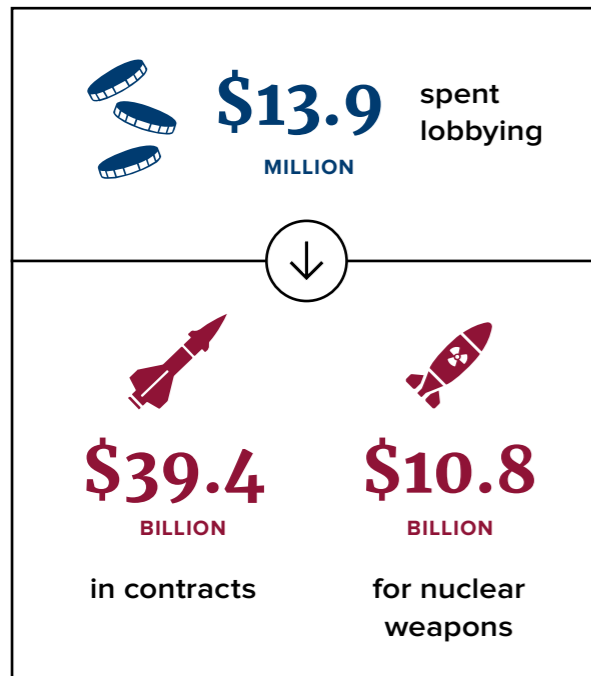 $13.9
MILLION
spent
lobbying
$39.4
BILLION
in contracts
$10.8
BILLION
for nuclear
weapons